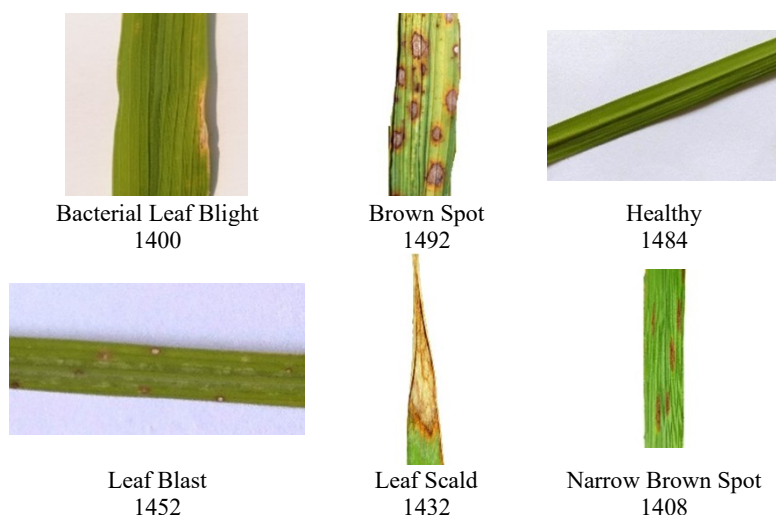 Bacterial Leaf Blight
1400
Brown Spot
1492
Healthy
1484
Leaf Blast
1452
Leaf Scald
1432
Narrow Brown Spot
1408